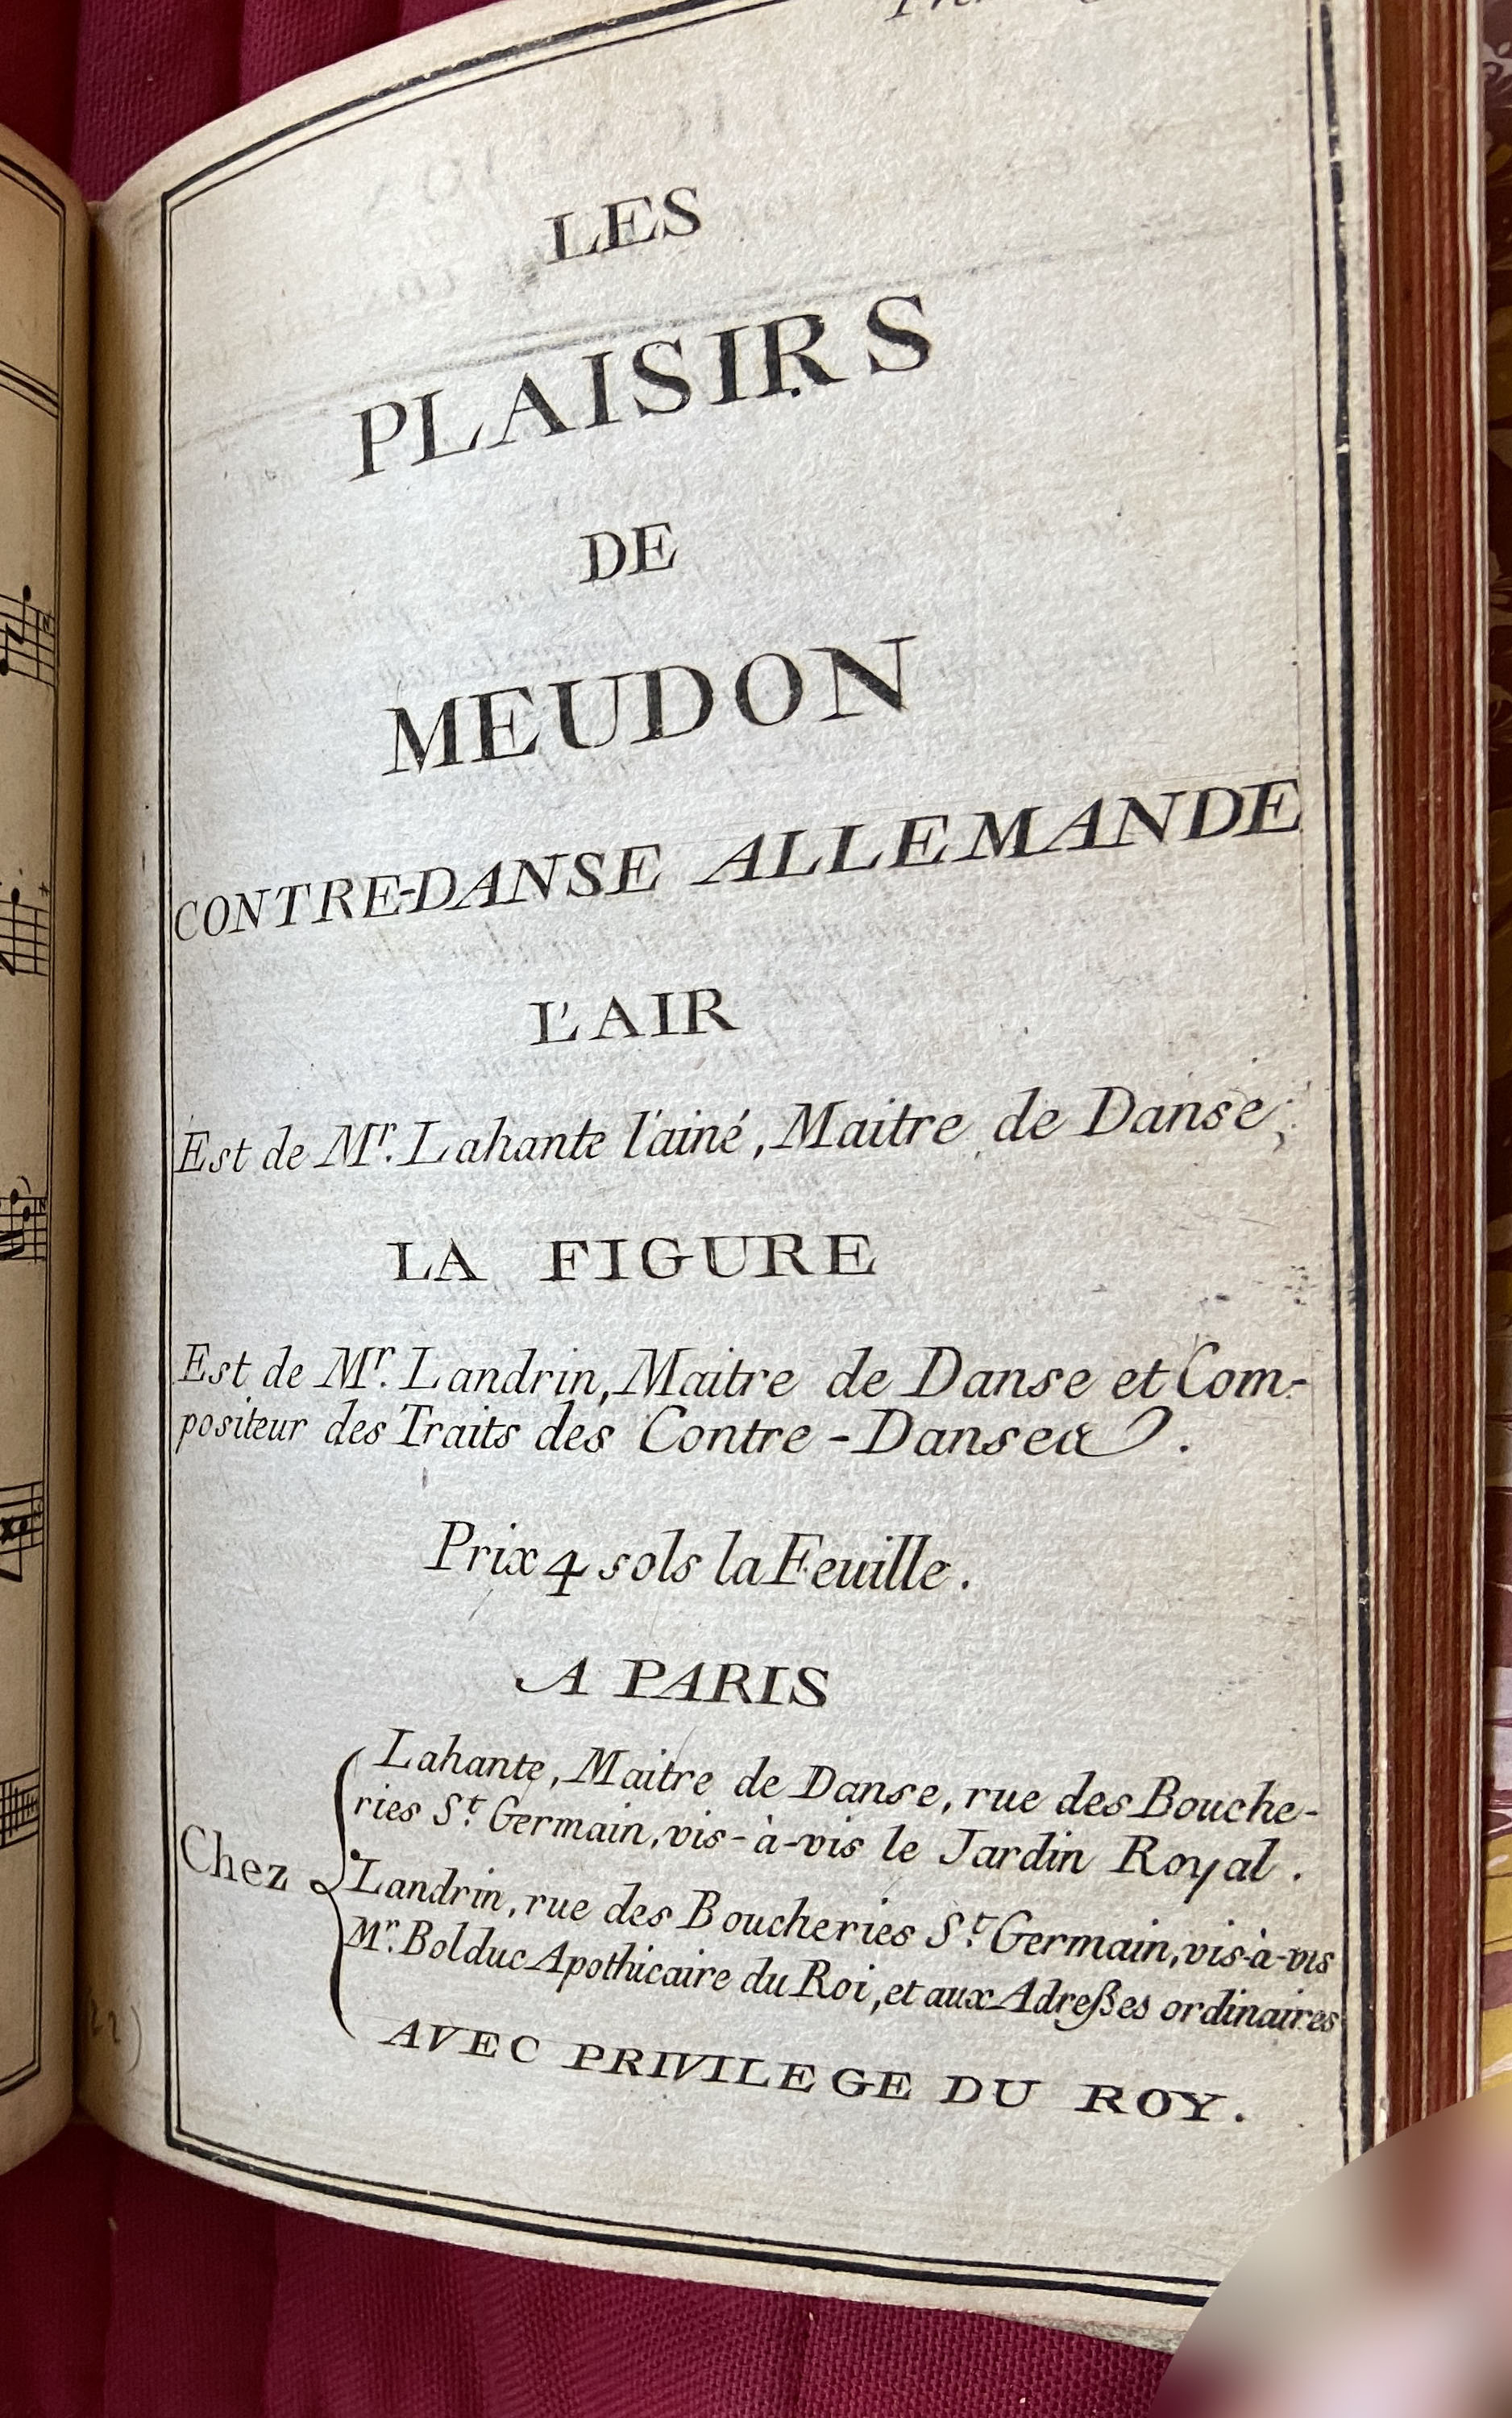 LES
PLAISIRS
DE
MEUDON
CONTRE-DANSE ALLEMANDE
L'AIR
Est de Mr. Lahante l'ainé, Maitre de Danse;
LA FIGURE
Est de Mr. Landrin, Maitre de Danse et Com-
positeur des Traits des Contre-Danses.
Prix 4 sols la Feuille.
A PARIS
Chez
Lahante, Maitre de Danse, rue des Bouche-
ries St. Germain, vis-à-vis le Jardin Royal.
Landrin, rue des Boucheries St. Germain, vis-à-vis
Mr. Bolduc Apothicaire du Roi, et aux Adreßes ordinaires
AVEC PRIVILEGE DU ROY.